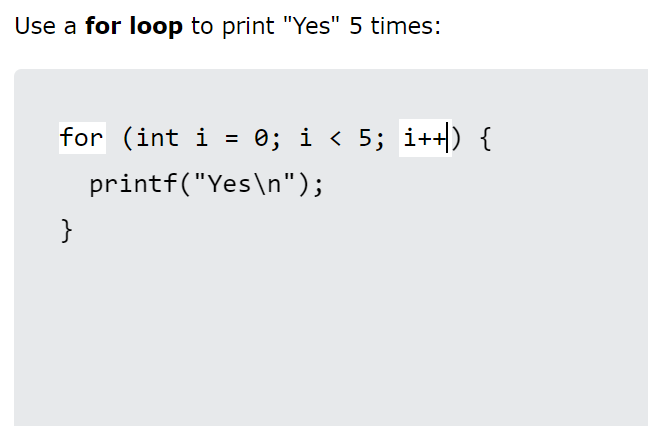 Use a for loop to print "Yes" 5 times:
for (int i = 0; i < 5; i++) {
  printf("Yes\n");
}